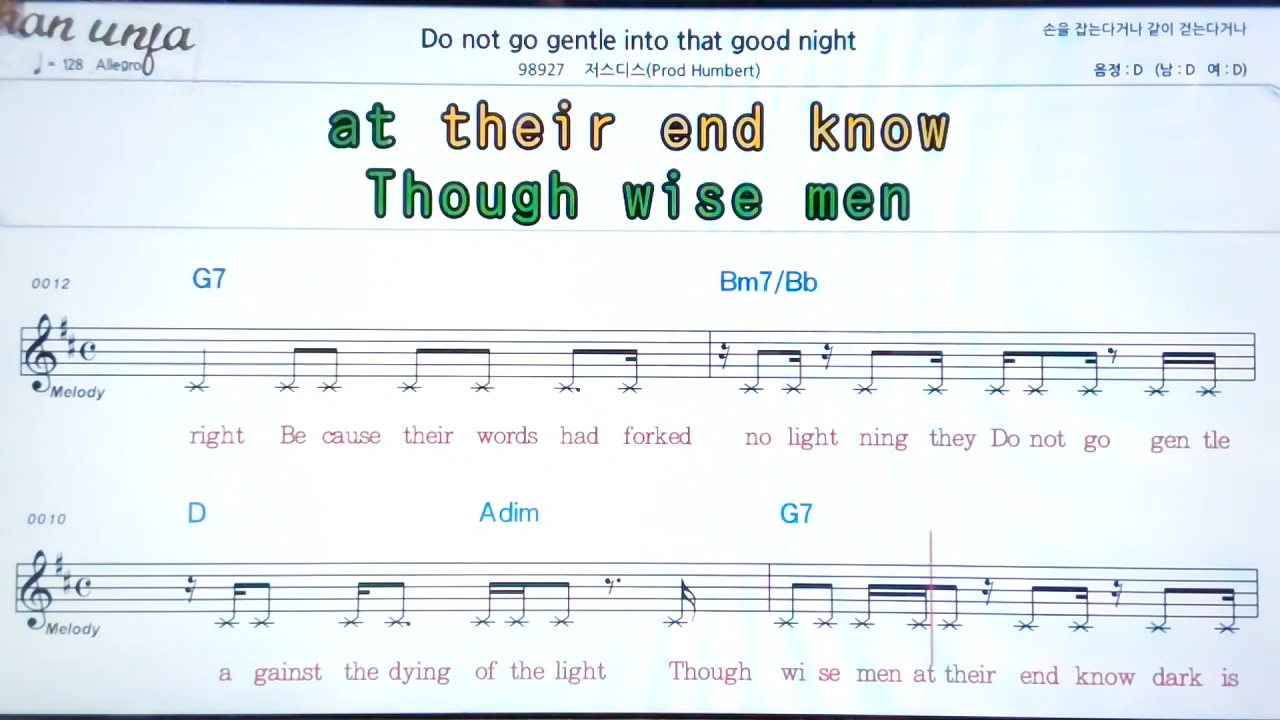 Do not go gentle into that good night
손을 잡는다거나 같이 걷는다거나
♩= 128 Allegro
98927 저스디스(Prod Humbert)
음정 : D (남 : D 여 : D)
at their end know
Though wise men
0012 G7 Bm7/Bb
Melody
right Be cause their words had forked no light ning they Do not go gen tle
0010 D Adim G7
Melody
a gainst the dying of the light Though wi se men at their end know dark is